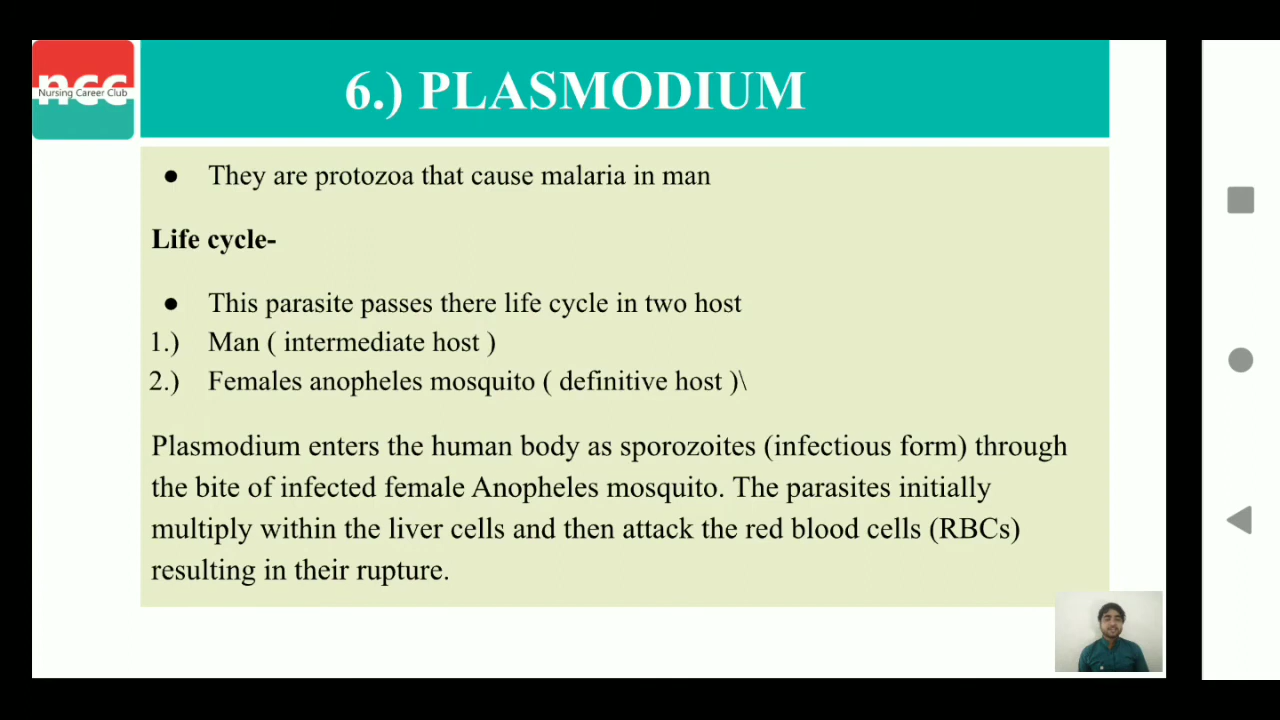 ncc
Nursing Career Club
6.) PLASMODIUM
● They are protozoa that cause malaria in man
Life cycle-
● This parasite passes there life cycle in two host
1.) Man ( intermediate host )
2.) Females anopheles mosquito ( definitive host )\
Plasmodium enters the human body as sporozoites (infectious form) through
the bite of infected female Anopheles mosquito. The parasites initially
multiply within the liver cells and then attack the red blood cells (RBCs)
resulting in their rupture.